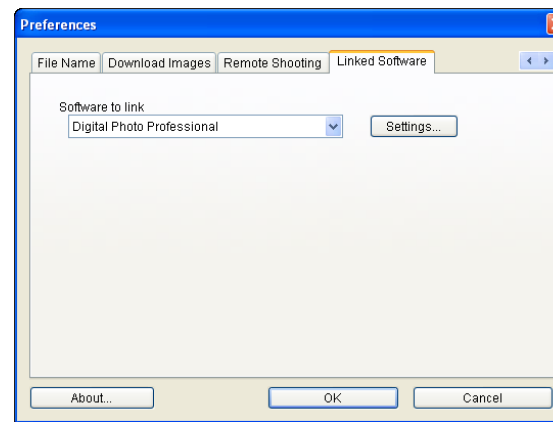 Preferences
File Name Download Images Remote Shooting Linked Software
Software to link
Digital Photo Professional Settings...
About... OK Cancel